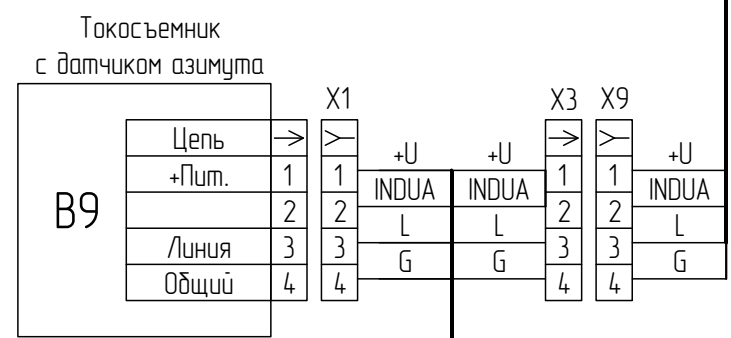 Токосъемник
с датчиком азимута
X1 X3 X9
Цепь
+U +U +U
+Пит. 1 1 1 1
INDUA INDUA INDUA
B9
2 2 2 2
L L L
Линия 3 3 3 3
G G G
Общий 4 4 4 4